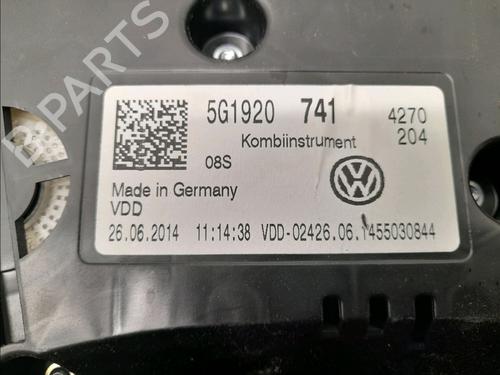 5G1920 741 4270
Kombiinstrument 204
08S
Made in Germany
VDD
26.06.2014 11:14:38 VDD-02426.06.1455030844
B-PARTS